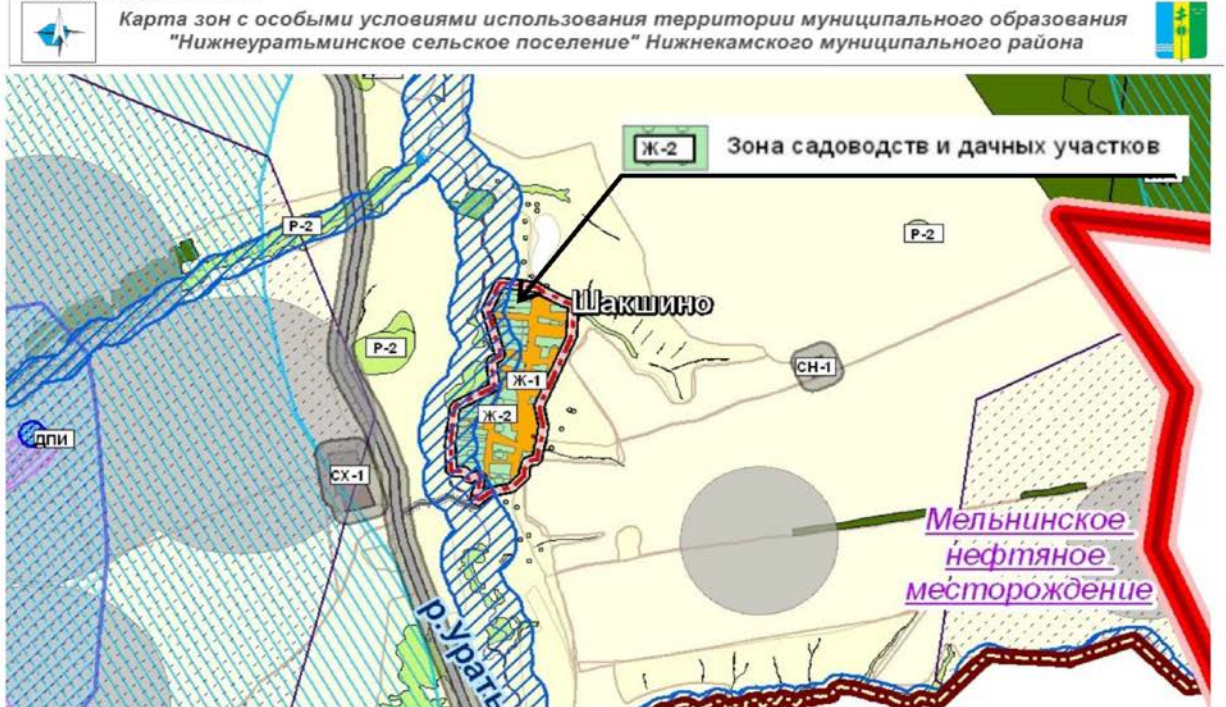 Карта зон с особыми условиями использования территории муниципального образования
"Нижнеуратьминское сельское поселение" Нижнекамского муниципального района
Ж-2 Зона садоводств и дачных участков
Р-2
Р-2
Шакшино
Р-2
Ж-1
СН-1
Ж-2
ДПИ
СХ-1
Мельнинское
нефтяное
месторождение
р.Урать